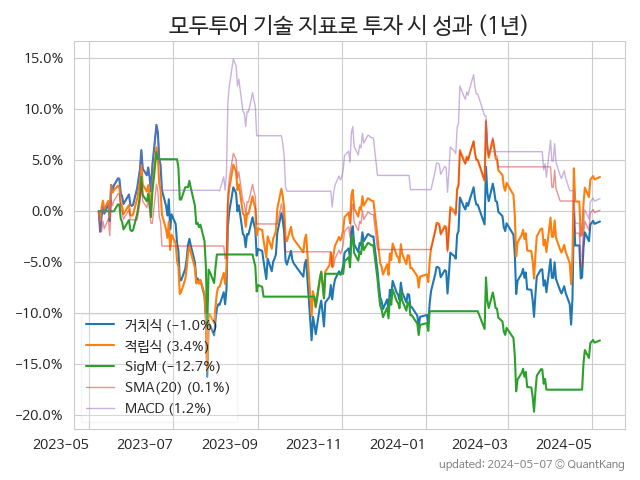 모두투어 기술 지표로 투자 시 성과 (1년)
15.0%
10.0%
5.0%
0.0%
−5.0%
−10.0%
−15.0%
−20.0%
거치식 (−1.0%)
적립식 (3.4%)
SigM (−12.7%)
SMA(20) (0.1%)
MACD (1.2%)
2023-05 2023-07 2023-09 2023-11 2024-01 2024-03 2024-05
updated: 2024-05-07 © QuantKang